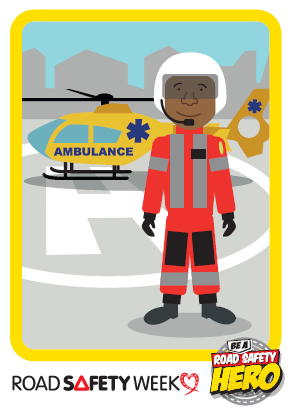 AMBULANCE
H
BE A
ROAD SAFETY
HERO
ROAD SAFETY WEEK